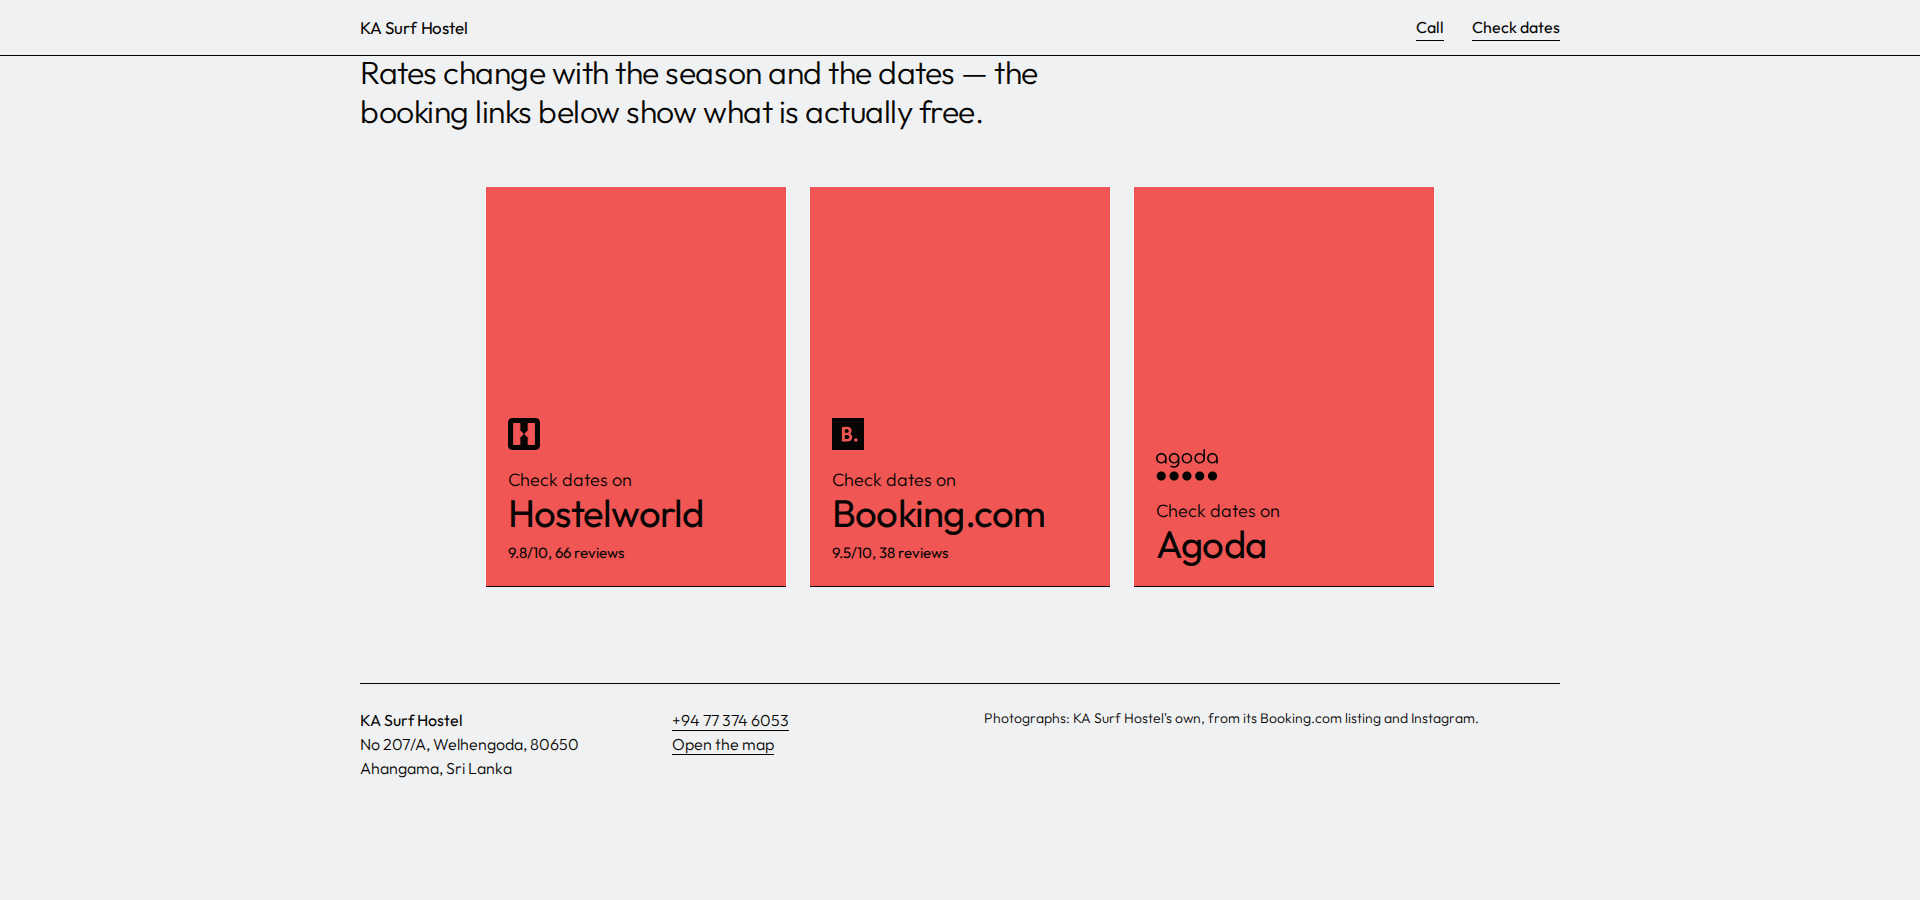 KA Surf Hostel
Call
Check dates
Rates change with the season and the dates — the
booking links below show what is actually free.
H
Check dates on
Hostelworld
9.8/10, 66 reviews
B.
Check dates on
Booking.com
9.5/10, 38 reviews
agoda
Check dates on
Agoda
KA Surf Hostel
No 207/A, Welhengoda, 80650
Ahangama, Sri Lanka
+94 77 374 6053
Open the map
Photographs: KA Surf Hostel's own, from its Booking.com listing and Instagram.